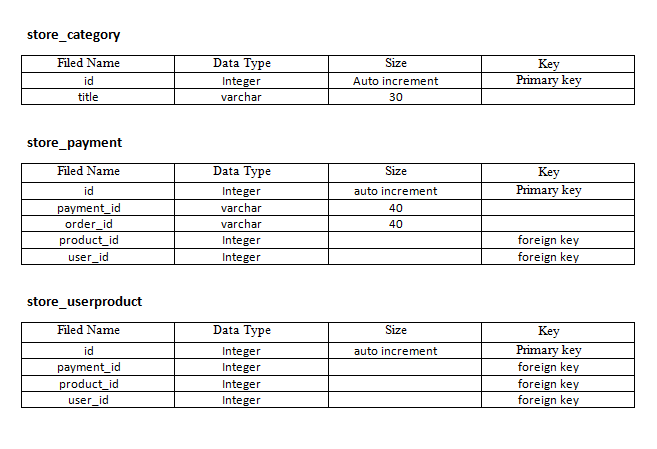 store_category
Filed Name Data Type Size Key
id Integer Auto increment Primary key
title varchar 30
store_payment
Filed Name Data Type Size Key
id Integer auto increment Primary key
payment_id varchar 40
order_id varchar 40
product_id Integer foreign key
user_id Integer foreign key
store_userproduct
Filed Name Data Type Size Key
id Integer auto increment Primary key
payment_id Integer foreign key
product_id Integer foreign key
user_id Integer foreign key